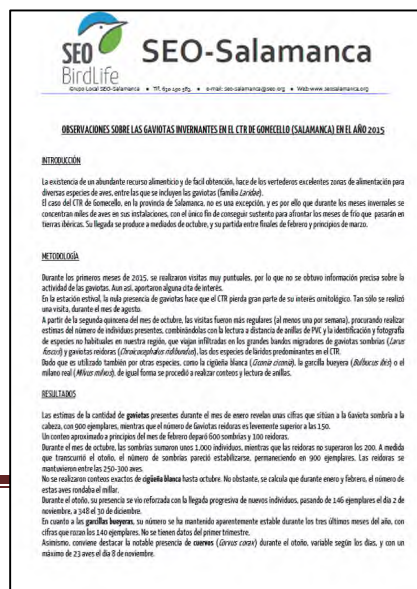 SEO
BirdLife
SEO-Salamanca
Grupo Local SEO-Salamanca • Tlf. 630 490 583. • e-mail: seo-salamanca@seo.org • Web:www.seosalamanca.org
OBSERVACIONES SOBRE LAS GAVIOTAS INVERNANTES EN EL CTR DE GOMECELLO (SALAMANCA) EN EL AÑO 2015
INTRODUCCIÓN
La existencia de un abundante recurso alimenticio y de facil obtención, hace de los vertederos excelentes zonas de alimentación para
diversas especies de aves, entre las que se incluyen las gaviotas (familia Laridae).
El caso del CTR de Gomecello, en la provincia de Salamanca, no es una excepción, y es por ello que durante los meses invernales se
concentran miles de aves en sus instalaciones, con el único fin de conseguir sustento para afrontar los meses de frío que pasarán en
tierras ibéricas. Su llegada se produce a mediados de octubre, y su partida entre finales de febrero y principios de marzo.
METODOLOGÍA
Durante los primeros meses de 2015, se realizaron visitas muy puntuales, por lo que no se obtuvo información precisa sobre la
actividad de las gaviotas. Aun así, aportaron alguna cita de interés.
En la estación estival, la nula presencia de gaviotas hace que el CTR pierda gran parte de su interés ornitológico. Tan sólo se realizó
una visita, durante el mes de agosto.
A partir de la segunda quincena del mes de octubre, las visitas fueron más regulares (al menos una por semana), procurando realizar
estimas del número de individuos presentes, combinándolas con la lectura a distancia de anillas de PVC y la identificación y fotografía
de especies no habituales en nuestra región, que viajan infiltradas en los grandes bandos migradores de gaviotas sombrías (Larus
fuscus) y gaviotas reidoras (Chroicocephalus ridibundus), las dos especies de láridos predominantes en el CTR.
Dado que es utilizado también por otras especies, como la cigüeña blanca (Ciconia ciconia), la garcilla bueyera (Bulbucus ibis) o el
milano real (Milvus milvus), de igual forma se procedió a realizar conteos y lectura de anillas.
RESULTADOS
Las estimas de la cantidad de gaviotas presentes durante el mes de enero revelan unas cifras que sitúan a la Gaviota sombría a la
cabeza, con 900 ejemplares, mientras que el número de Gaviotas reidoras es levemente superior a las 150.
Un conteo aproximado a principios del mes de febrero deparó 600 sombrías y 100 reidoras.
Durante el mes de octubre, las sombrías sumaron unos 1.000 individuos, mientras que las reidoras no superaron los 200. A medida
que transcurrió el otoño, el número de sombrías pareció estabilizarse, permaneciendo en 900 ejemplares. Las reidoras se
mantuvieron entre las 250-300 aves.
No se realizaron conteos exactos de cigüeña blanca hasta octubre. No obstante, se calcula que durante enero y febrero, el número de
estas aves rondaba el millar.
Durante el otoño, su presencia se vio reforzada con la llegada progresiva de nuevos individuos, pasando de 146 ejemplares el día 2 de
noviembre, a 348 el 30 de diciembre.
En cuanto a las garcillas bueyeras, su número se ha mantenido aparentemente estable durante los tres últimos meses del año, con
cifras que rozan los 140 ejemplares. No se tienen datos del primer trimestre.
Asimismo, conviene destacar la notable presencia de cuervos (Corvus corax) durante el otoño, variable según los días, y con un
máximo de 23 aves el día 8 de noviembre.